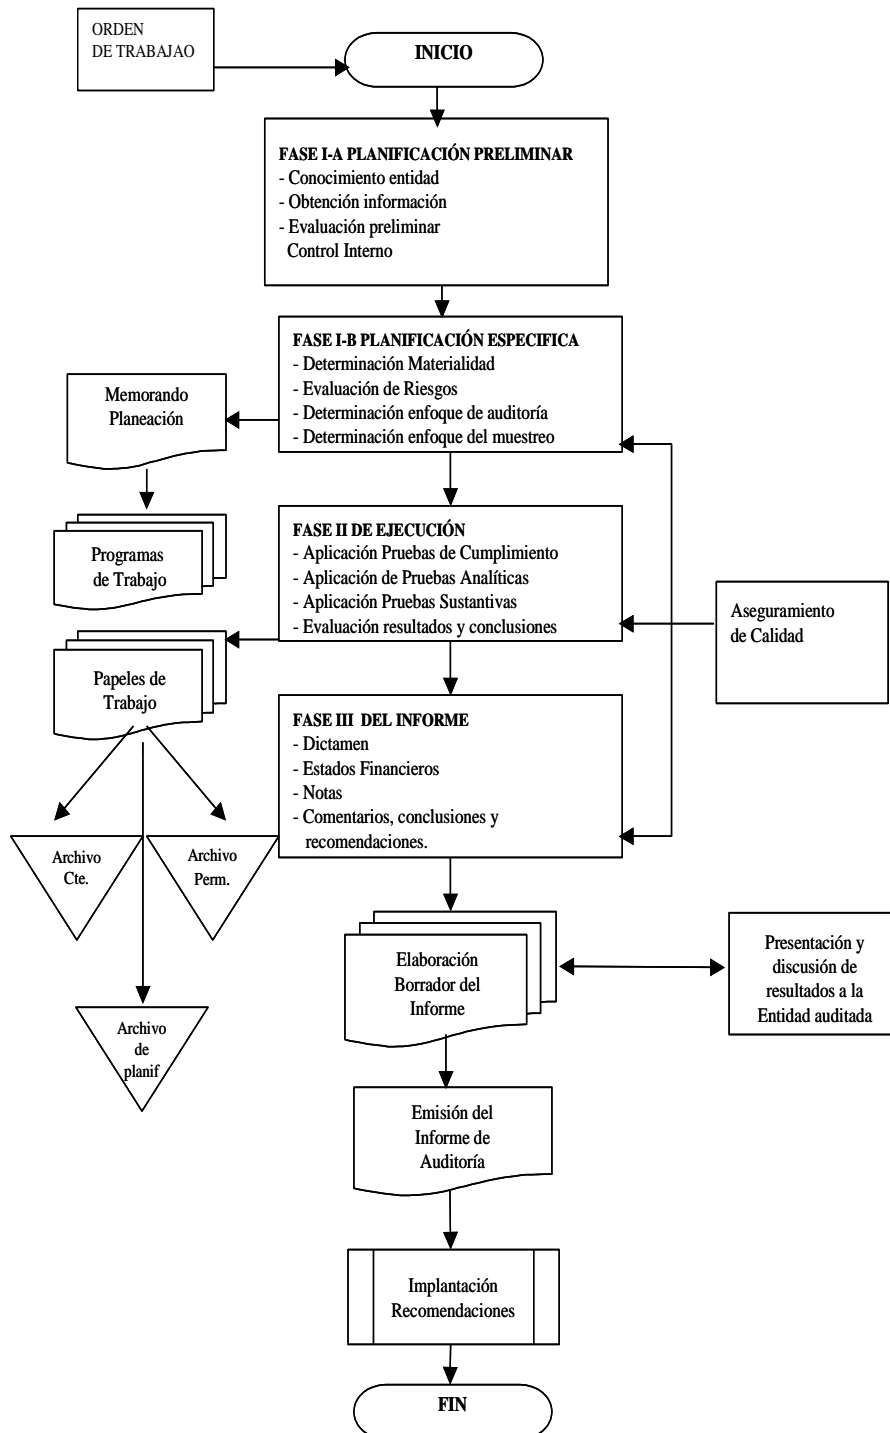 ORDEN
DE TRABAJAO
INICIO
FASE I-A PLANIFICACIÓN PRELIMINAR
- Conocimiento entidad
- Obtención información
- Evaluación preliminar
Control Interno
FASE I-B PLANIFICACIÓN ESPECIFICA
- Determinación Materialidad
- Evaluación de Riesgos
- Determinación enfoque de auditoría
- Determinación enfoque del muestreo
Memorando
Planeación
Programas
de Trabajo
FASE II DE EJECUCIÓN
- Aplicación Pruebas de Cumplimiento
- Aplicación de Pruebas Analíticas
- Aplicación Pruebas Sustantivas
- Evaluación resultados y conclusiones
Aseguramiento
de Calidad
Papeles de
Trabajo
FASE III DEL INFORME
- Dictamen
- Estados Financieros
- Notas
- Comentarios, conclusiones y
recomendaciones.
Archivo
Cte.
Archivo
Perm.
Archivo
de
planif
Elaboración
Borrador del
Informe
Presentación y
discusión de
resultados a la
Entidad auditada
Emisión del
Informe de
Auditoría
Implantación
Recomendaciones
FIN